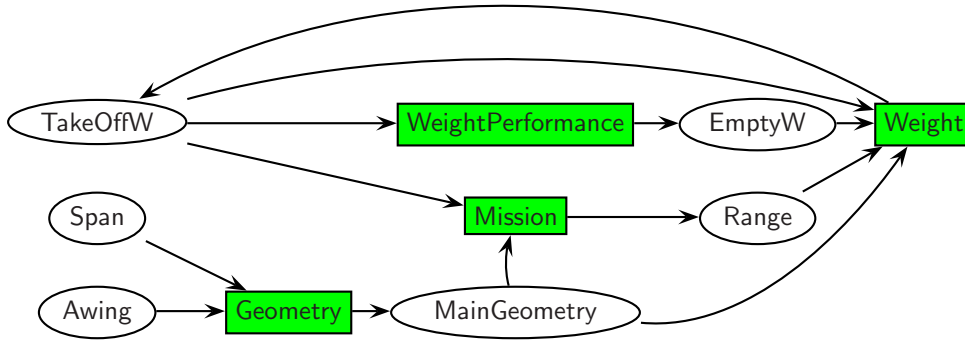 TakeOffW
WeightPerformance
EmptyW
Weight
Span
Mission
Range
Awing
Geometry
MainGeometry